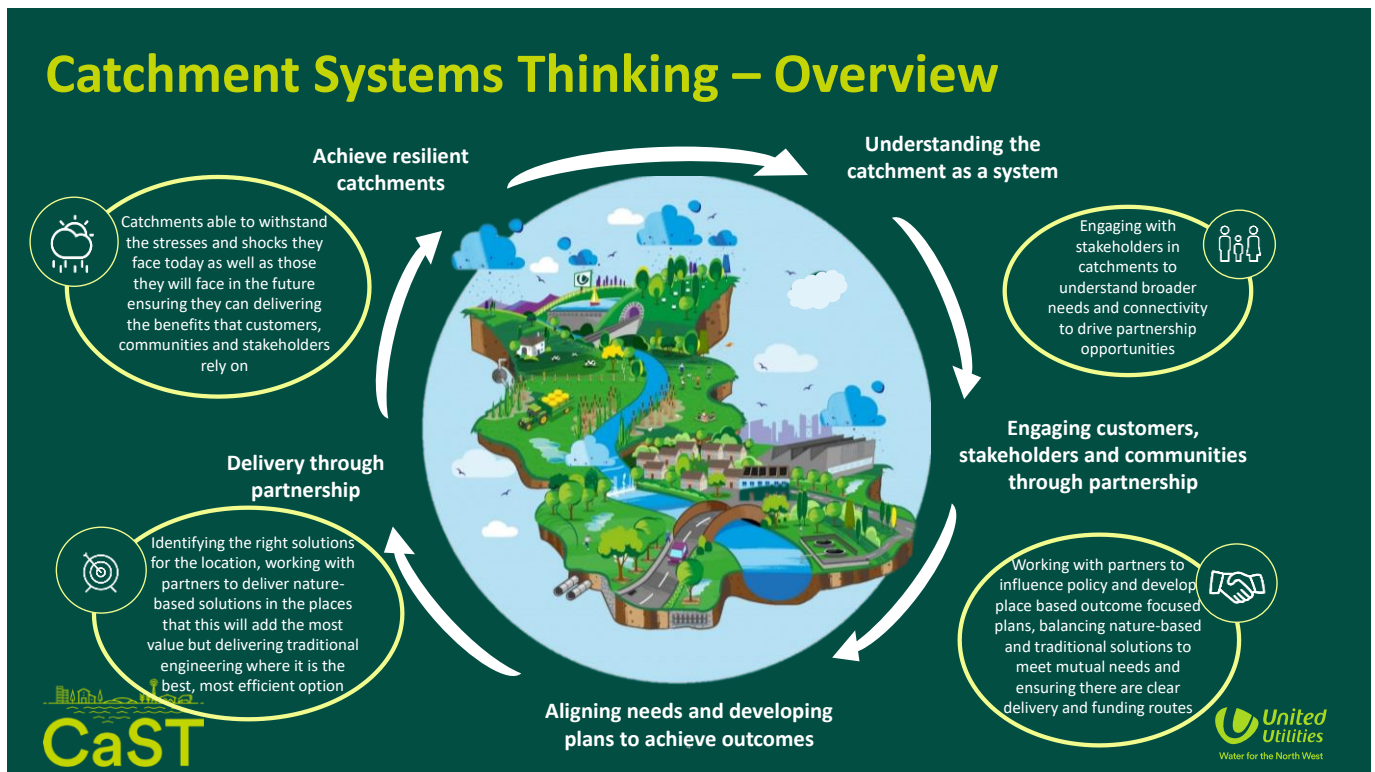 Catchment Systems Thinking – Overview
Achieve resilient
catchments
Understanding the
catchment as a system
Catchments able to withstand
the stresses and shocks they
face today as well as those
they will face in the future
ensuring they can delivering
the benefits that customers,
communities and stakeholders
rely on
Engaging with
stakeholders in
catchments to
understand broader
needs and connectivity
to drive partnership
opportunities
Engaging customers,
stakeholders and communities
through partnership
Delivery through
partnership
Identifying the right solutions
for the location, working with
partners to deliver nature-
based solutions in the places
that this will add the most
value but delivering traditional
engineering where it is the
best, most efficient option
Working with partners to
influence policy and develop
place based outcome focused
plans, balancing nature-based
and traditional solutions to
meet mutual needs and
ensuring there are clear
delivery and funding routes
Aligning needs and developing
plans to achieve outcomes
CaST
United
Utilities
Water for the North West